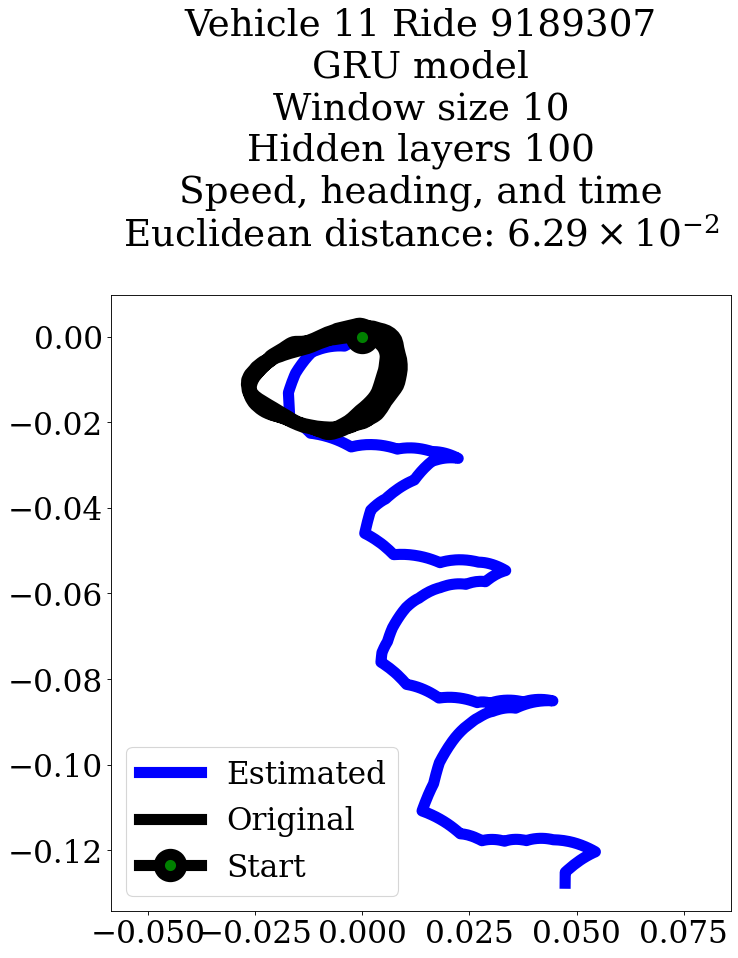 Vehicle 11 Ride 9189307
GRU model
Window size 10
Hidden layers 100
Speed, heading, and time
Euclidean distance: 6.29 × 10⁻²
0.00
−0.02
−0.04
−0.06
−0.08
−0.10
−0.12
Estimated
Original
Start
−0.050 −0.025 0.000 0.025 0.050 0.075